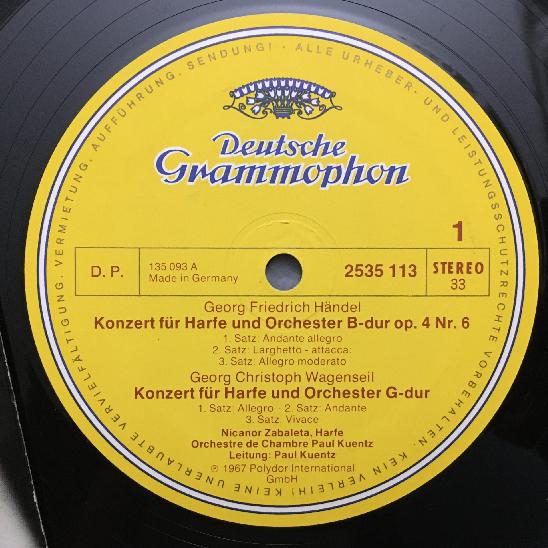 Deutsche
Grammophon
1
D. P.
135 093 A
Made in Germany
2535 113
STEREO
33
Georg Friedrich Händel
Konzert für Harfe und Orchester B-dur op. 4 Nr. 6
1. Satz: Andante allegro
2. Satz: Larghetto - attacca:
3. Satz: Allegro moderato
Georg Christoph Wagenseil
Konzert für Harfe und Orchester G-dur
1. Satz: Allegro · 2. Satz: Andante
3. Satz: Vivace
Nicanor Zabaleta, Harfe
Orchestre de Chambre Paul Kuentz
Leitung: Paul Kuentz
℗ 1967 Polydor International
GmbH
ALLE URHEBER- UND LEISTUNGSSCHUTZRECHTE VORBEHALTEN · KEIN VERLEIH! KEINE UNERLAUBTE VERVIELFÄLTIGUNG, VERMIETUNG, AUFFÜHRUNG, SENDUNG! ·